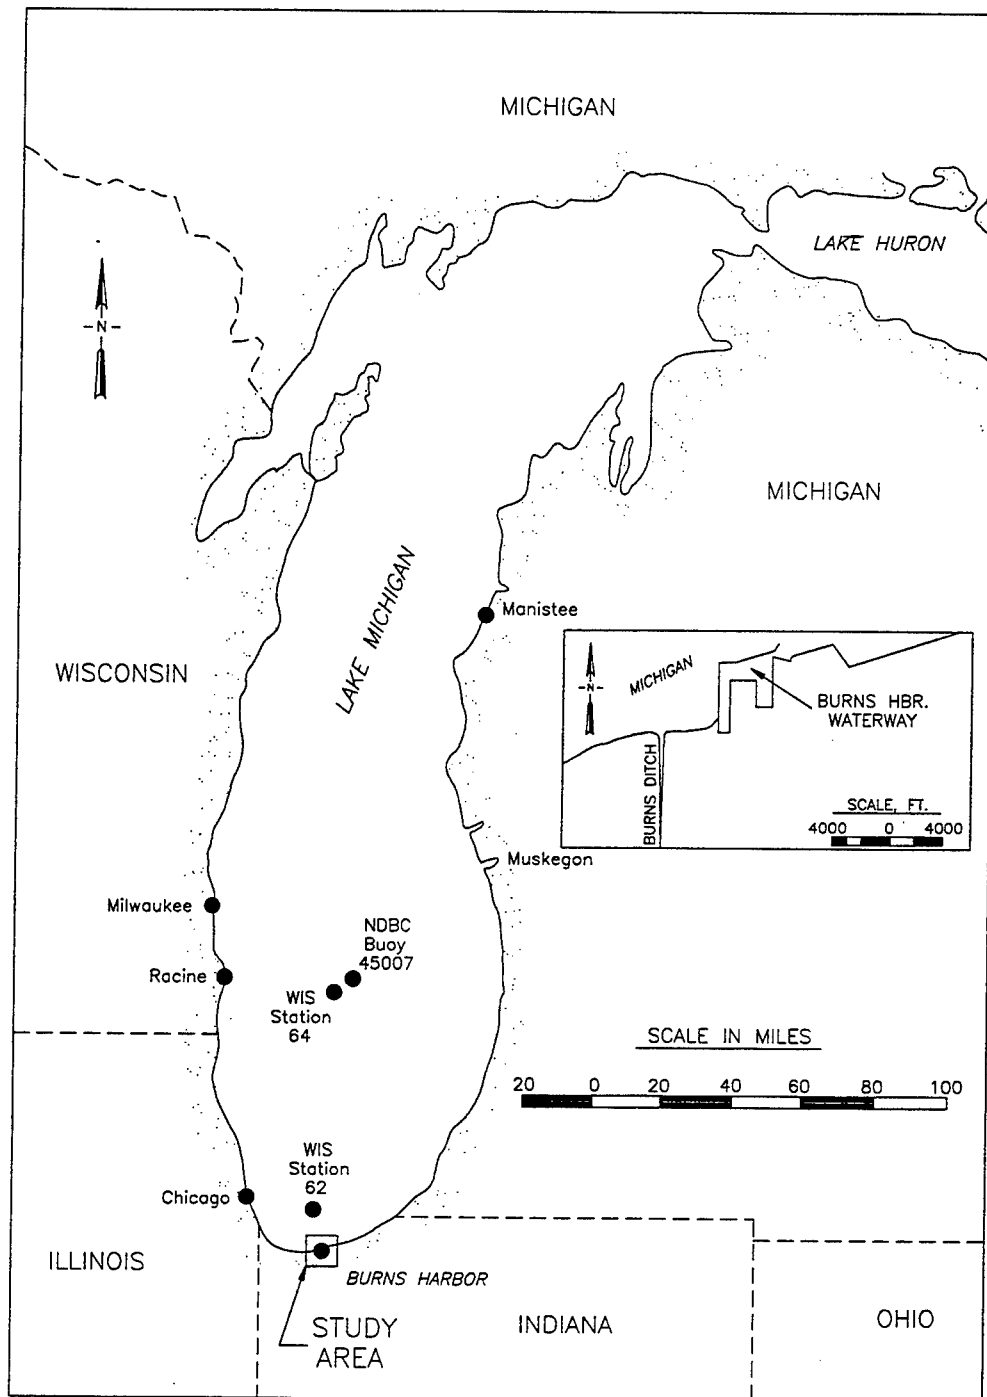 MICHIGAN
LAKE HURON
N
MICHIGAN
LAKE MICHIGAN
Manistee
WISCONSIN
MICHIGAN
N
BURNS HBR.
WATERWAY
BURNS DITCH
SCALE, FT.
4000 0 4000
Muskegon
Milwaukee
NDBC
Buoy
45007
Racine
WIS
Station
64
SCALE IN MILES
20 0 20 40 60 80 100
WIS
Station
62
Chicago
ILLINOIS
BURNS HARBOR
STUDY
AREA
INDIANA
OHIO